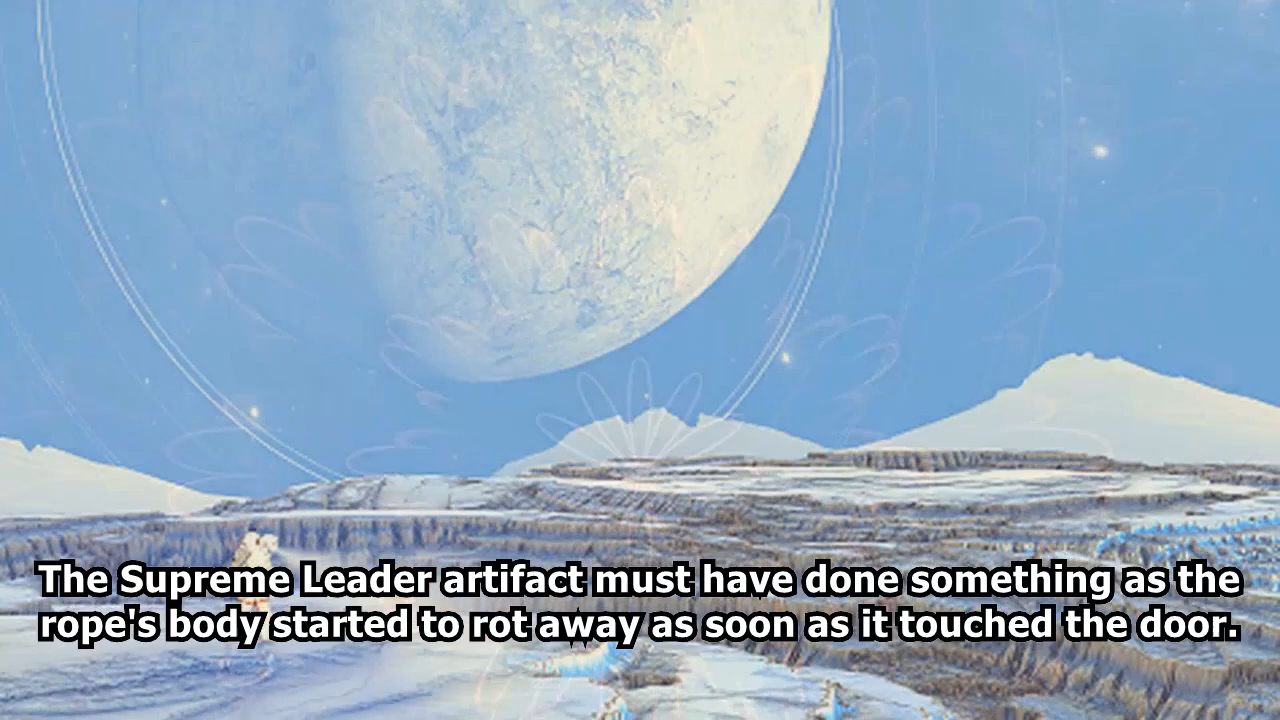 The Supreme Leader artifact must have done something as the
rope's body started to rot away as soon as it touched the door.